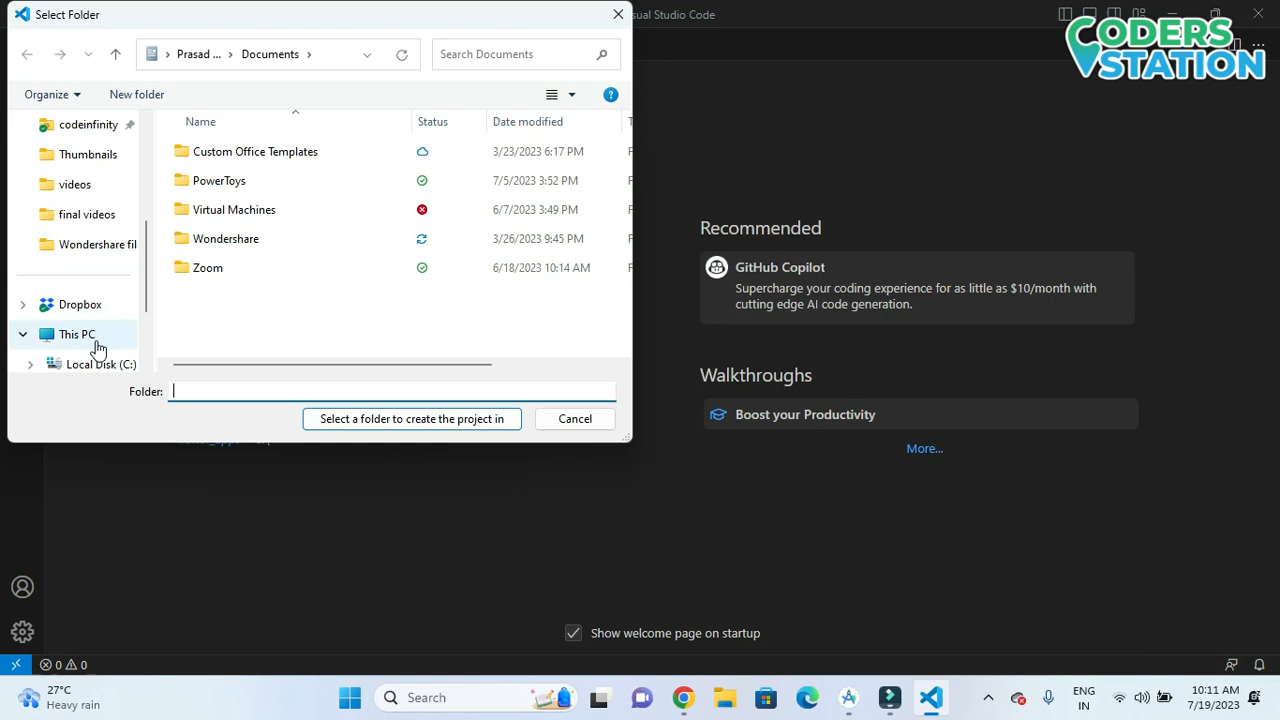 Select Folder
Visual Studio Code
CODERS
STATION
Prasad ... Documents
Search Documents
Organize
New folder
Name
Status
Date modified
codeinfinity
Thumbnails
videos
final videos
Wondershare fil
Dropbox
This PC
Local Disk (C:)
Custom Office Templates 3/23/2023 6:17 PM
PowerToys 7/5/2023 3:52 PM
Virtual Machines 6/7/2023 3:49 PM
Wondershare 3/26/2023 9:45 PM
Zoom 6/18/2023 10:14 AM
Folder:
Select a folder to create the project in
Cancel
Recommended
GitHub Copilot
Supercharge your coding experience for as little as $10/month with
cutting edge AI code generation.
Walkthroughs
Boost your Productivity
More...
Show welcome page on startup
0 0
27°C
Heavy rain
Search
ENG
IN
10:11 AM
7/19/2023